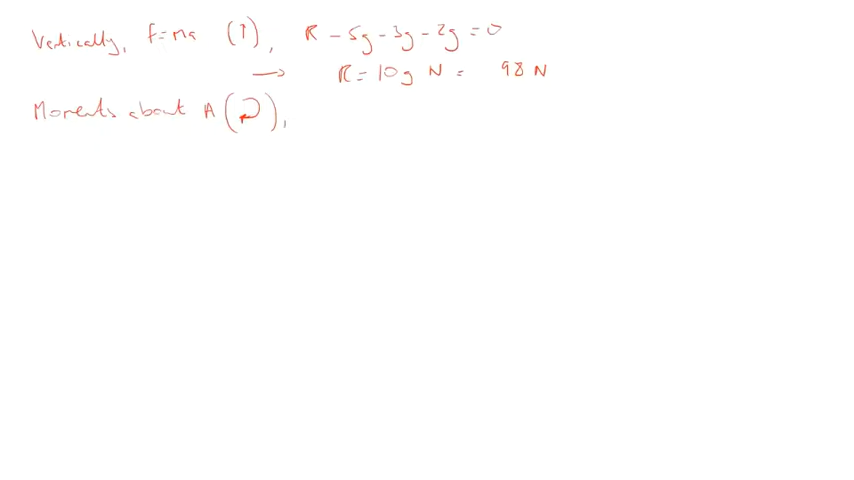 Vertically, F=ma (↑), R - 5g - 3g - 2g = 0
→ R = 10g N = 98 N
Moments about A (↻),